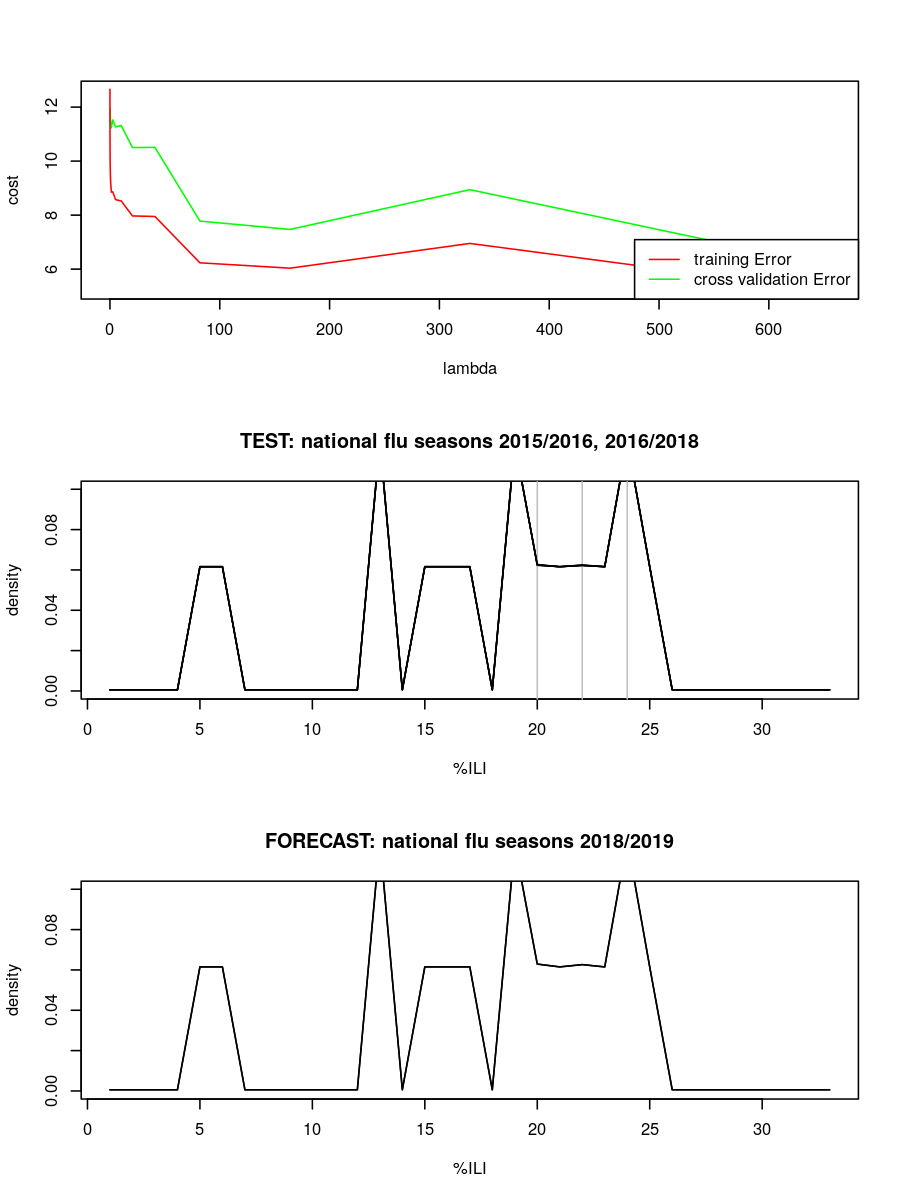 12
10
8
6
cost
training Error
cross validation Error
0 100 200 300 400 500 600
lambda
TEST: national flu seasons 2015/2016, 2016/2018
0.08
0.04
0.00
density
0 5 10 15 20 25 30
%ILI
FORECAST: national flu seasons 2018/2019
0.08
0.04
0.00
density
0 5 10 15 20 25 30
%ILI